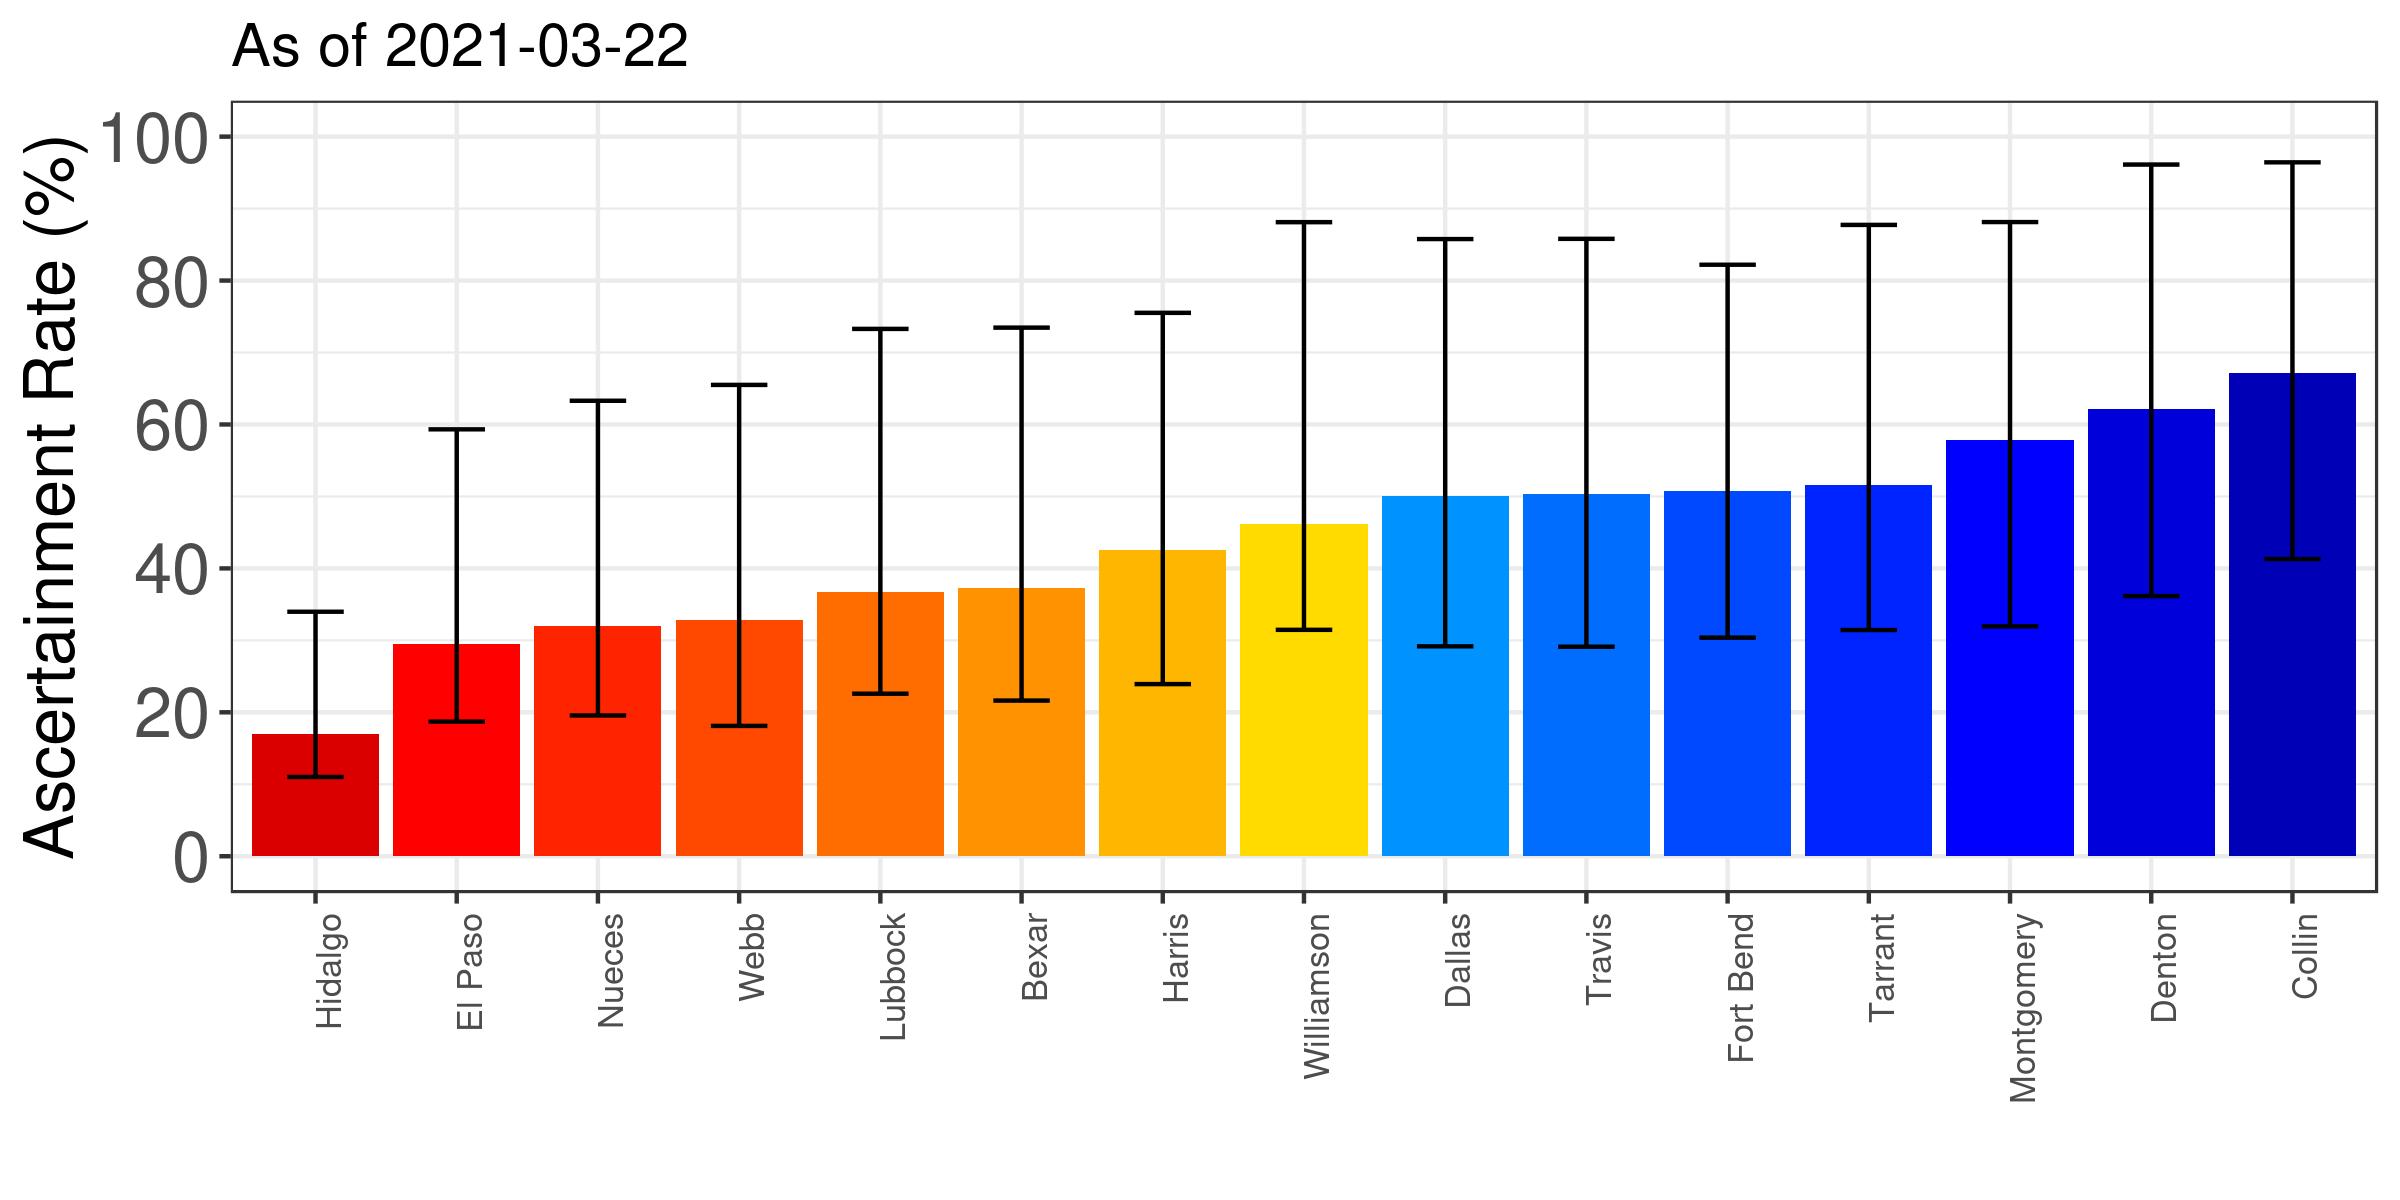 As of 2021-03-22
Ascertainment Rate (%)
100
80
60
40
20
0
Hidalgo
El Paso
Nueces
Webb
Lubbock
Bexar
Harris
Williamson
Dallas
Travis
Fort Bend
Tarrant
Montgomery
Denton
Collin